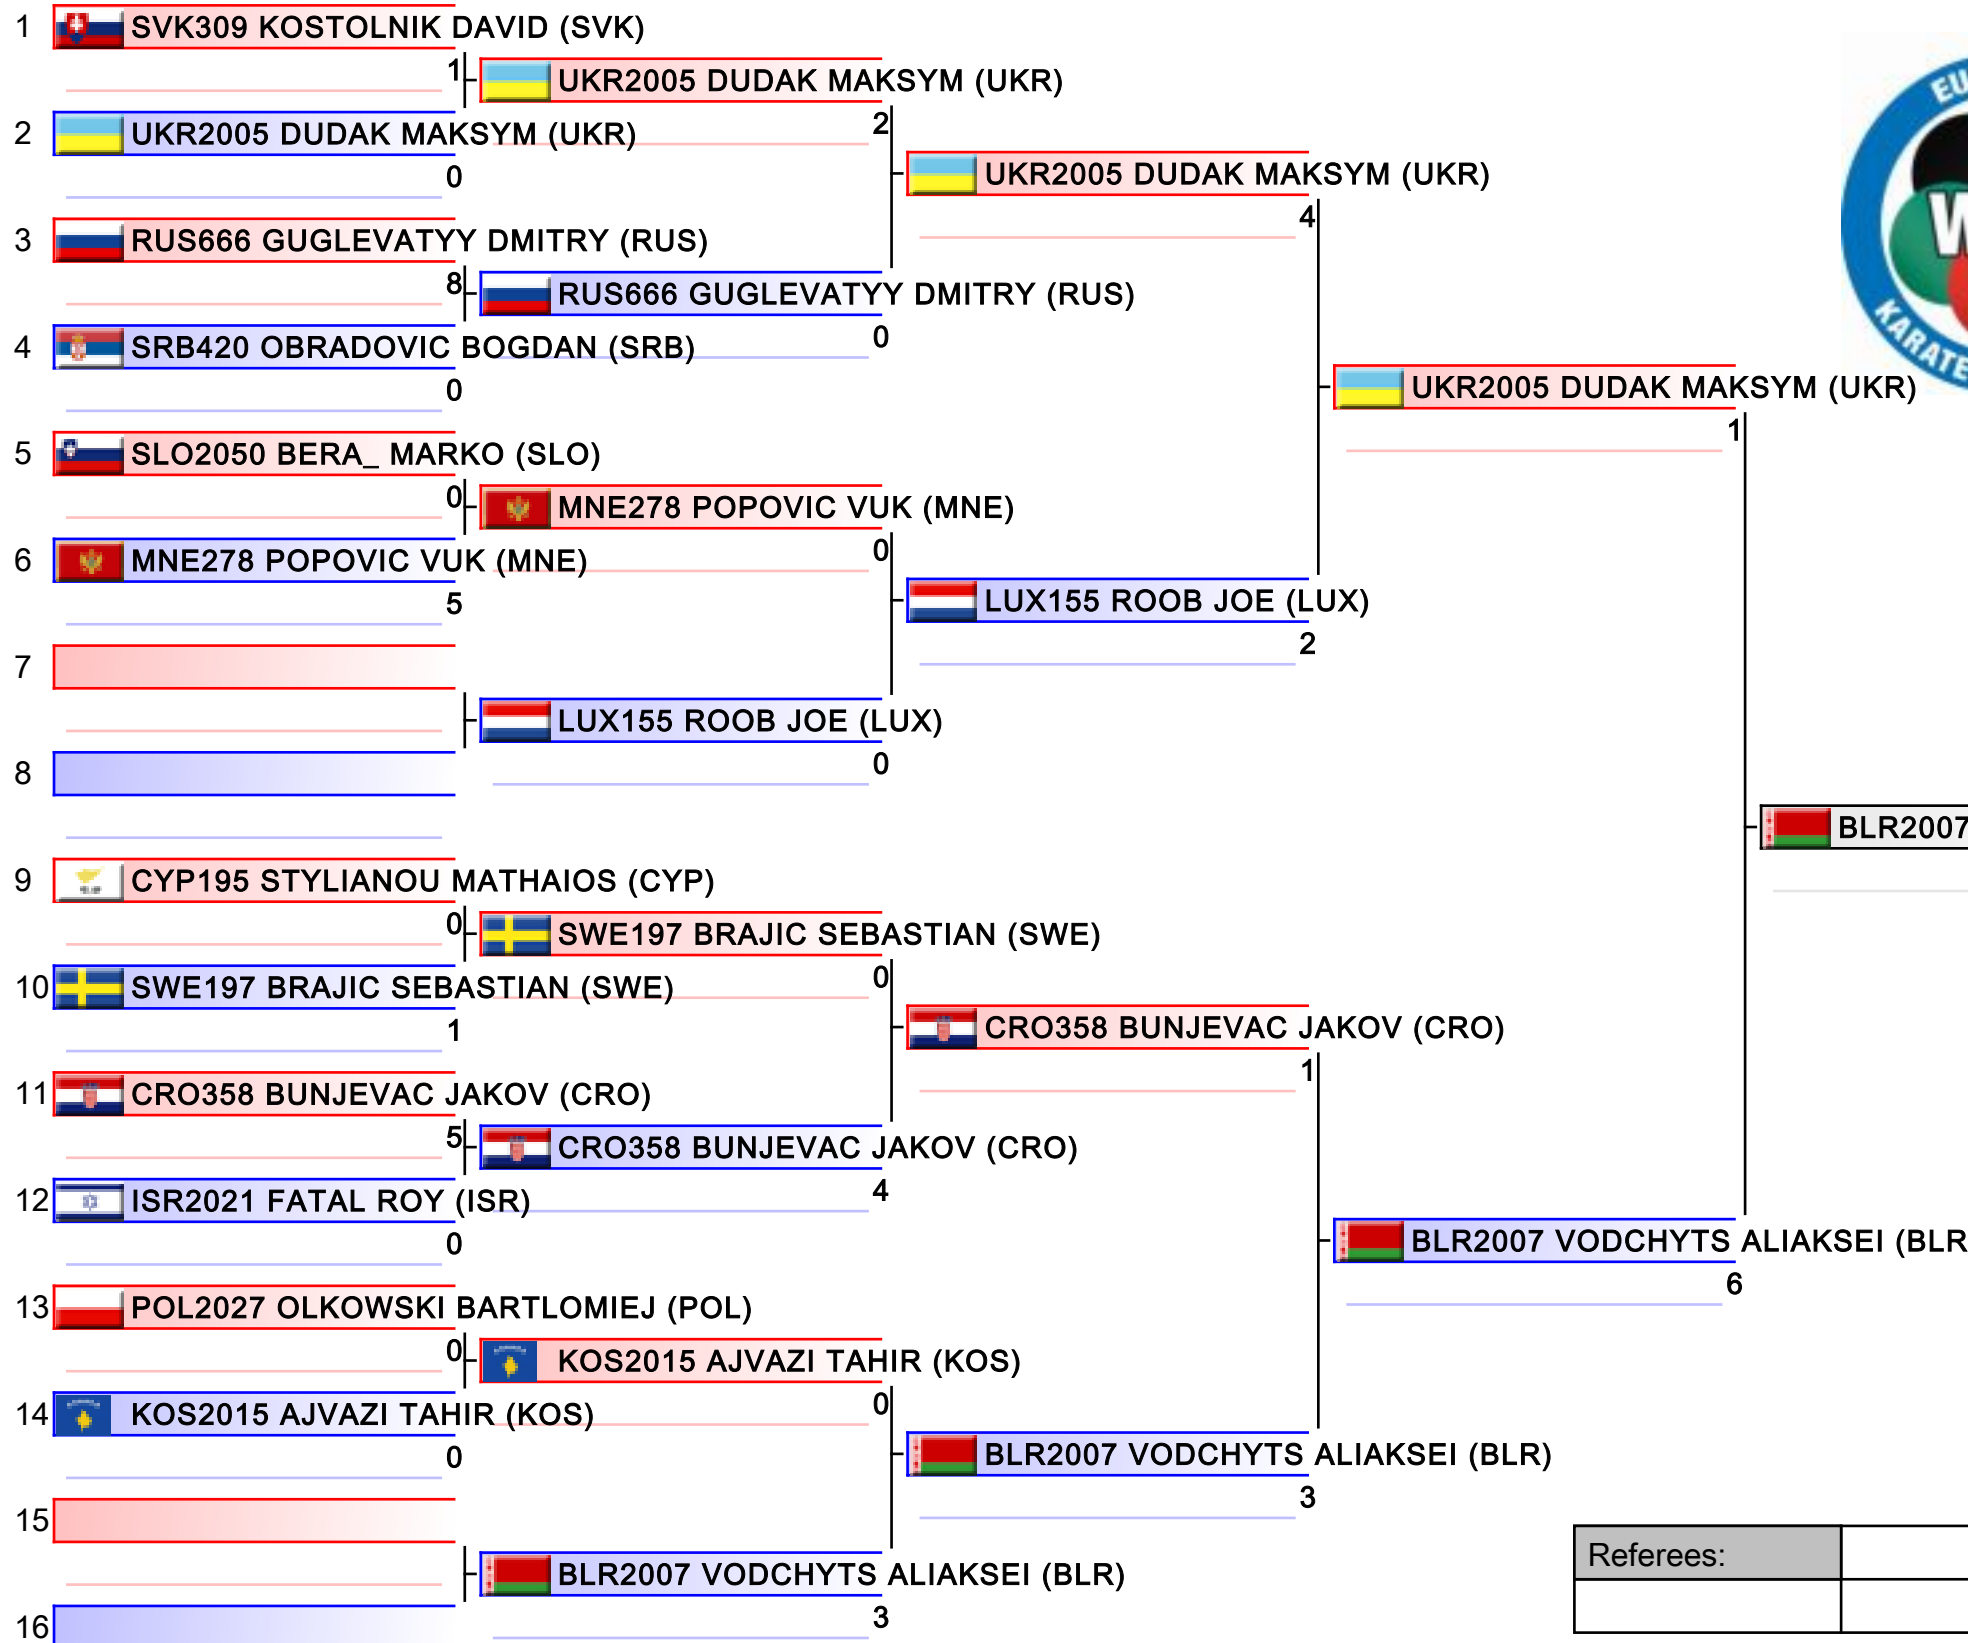 1 SVK309 KOSTOLNIK DAVID (SVK)
1
UKR2005 DUDAK MAKSYM (UKR)
2
2 UKR2005 DUDAK MAKSYM (UKR)
0
UKR2005 DUDAK MAKSYM (UKR)
4
3 RUS666 GUGLEVATYY DMITRY (RUS)
8
RUS666 GUGLEVATYY DMITRY (RUS)
0
4 SRB420 OBRADOVIC BOGDAN (SRB)
0
UKR2005 DUDAK MAKSYM (UKR)
1
5 SLO2050 BERA_ MARKO (SLO)
0
MNE278 POPOVIC VUK (MNE)
0
6 MNE278 POPOVIC VUK (MNE)
5
LUX155 ROOB JOE (LUX)
2
7
LUX155 ROOB JOE (LUX)
0
8
BLR2007
9 CYP195 STYLIANOU MATHAIOS (CYP)
0
SWE197 BRAJIC SEBASTIAN (SWE)
0
10 SWE197 BRAJIC SEBASTIAN (SWE)
1
CRO358 BUNJEVAC JAKOV (CRO)
1
11 CRO358 BUNJEVAC JAKOV (CRO)
5
CRO358 BUNJEVAC JAKOV (CRO)
4
12 ISR2021 FATAL ROY (ISR)
0
BLR2007 VODCHYTS ALIAKSEI (BLR
6
13 POL2027 OLKOWSKI BARTLOMIEJ (POL)
0
KOS2015 AJVAZI TAHIR (KOS)
0
14 KOS2015 AJVAZI TAHIR (KOS)
0
BLR2007 VODCHYTS ALIAKSEI (BLR)
3
15
BLR2007 VODCHYTS ALIAKSEI (BLR)
3
16
Referees:
EU
W
KARATE